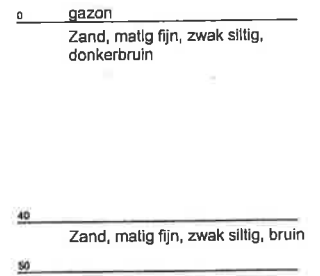 0 gazon
Zand, matig fijn, zwak siltig,
donkerbruin
40
Zand, matig fijn, zwak siltig, bruin
50